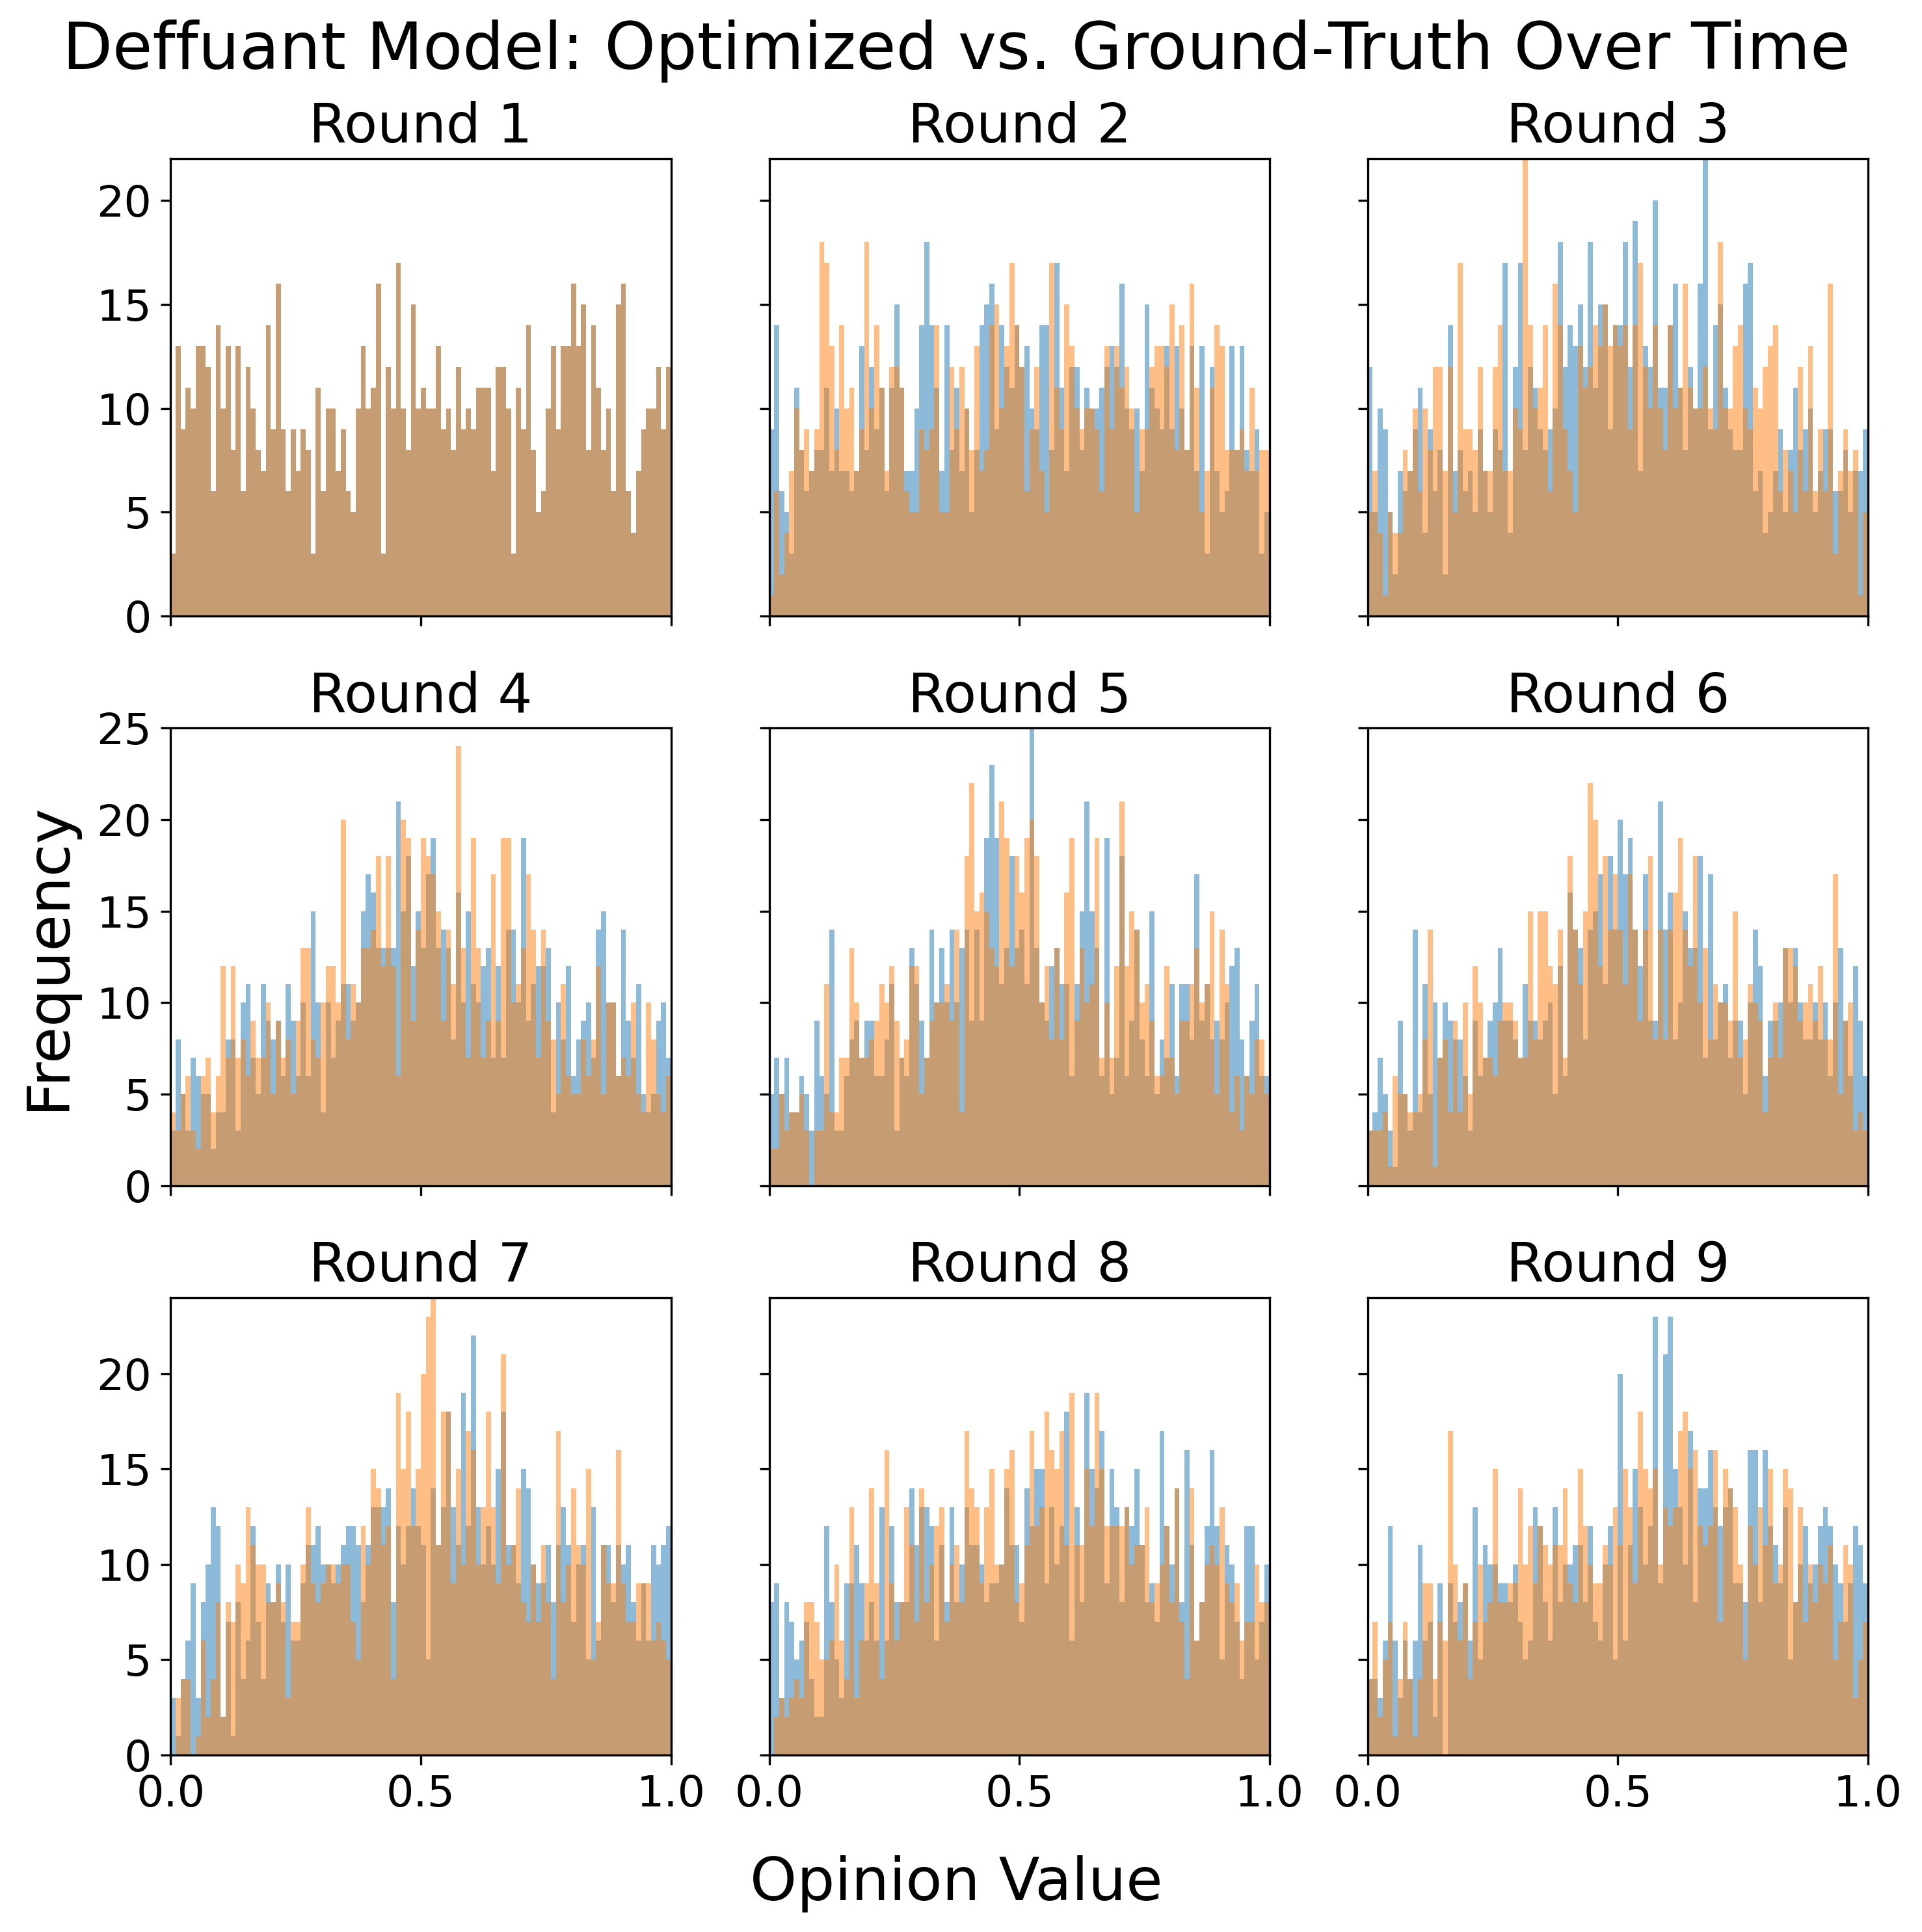 Deffuant Model: Optimized vs. Ground-Truth Over Time
Round 1
Round 2
Round 3
20
15
10
5
0
Round 4
Round 5
Round 6
25
20
15
10
5
0
Frequency
Round 7
Round 8
Round 9
20
15
10
5
0
0.0 0.5 1.0 0.0 0.5 1.0 0.0 0.5 1.0
Opinion Value